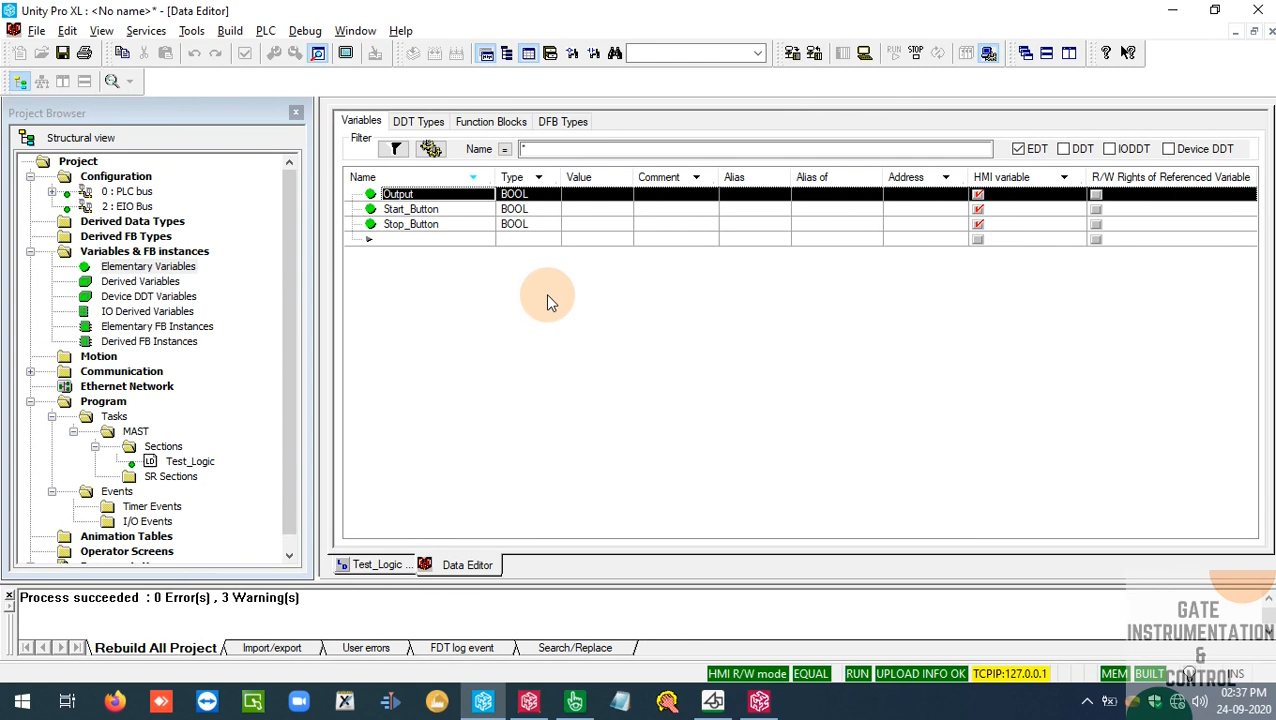 Unity Pro XL : <No name>* - [Data Editor]
File Edit View Services Tools Build PLC Debug Window Help
RUN STOP
Project Browser
Structural view
Project
Configuration
0 : PLC bus
2 : EIO Bus
Derived Data Types
Derived FB Types
Variables & FB instances
Elementary Variables
Derived Variables
Device DDT Variables
IO Derived Variables
Elementary FB Instances
Derived FB Instances
Motion
Communication
Ethernet Network
Program
Tasks
MAST
Sections
LD Test_Logic
SR Sections
Events
Timer Events
I/O Events
Animation Tables
Operator Screens
Variables DDT Types Function Blocks DFB Types
Filter Name = * EDT DDT IODDT Device DDT
Name Type Value Comment Alias Alias of Address HMI variable R/W Rights of Referenced Variable
Output BOOL
Start_Button BOOL
Stop_Button BOOL
Test_Logic ... Data Editor
Process succeeded : 0 Error(s) , 3 Warning(s)
Rebuild All Project Import/export User errors FDT log event Search/Replace
HMI R/W mode EQUAL RUN UPLOAD INFO OK TCPIP:127.0.0.1 MEM BUILT INS
GATE
INSTRUMENTATION
&
CONTROL
02:37 PM
24-09-2020